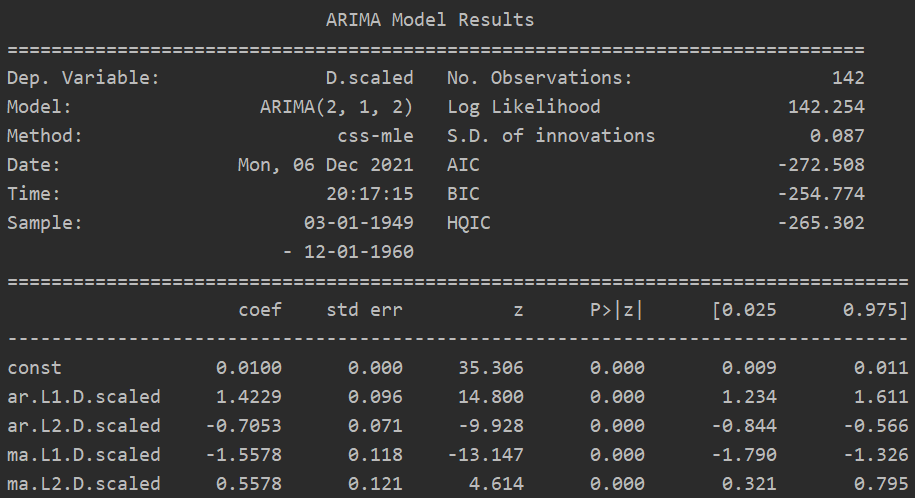 ARIMA Model Results
==============================================================================
Dep. Variable: D.scaled No. Observations: 142
Model: ARIMA(2, 1, 2) Log Likelihood 142.254
Method: css-mle S.D. of innovations 0.087
Date: Mon, 06 Dec 2021 AIC -272.508
Time: 20:17:15 BIC -254.774
Sample: 03-01-1949 HQIC -265.302
- 12-01-1960
==================================================================================
coef std err z P>|z| [0.025 0.975]
----------------------------------------------------------------------------------
const 0.0100 0.000 35.306 0.000 0.009 0.011
ar.L1.D.scaled 1.4229 0.096 14.800 0.000 1.234 1.611
ar.L2.D.scaled -0.7053 0.071 -9.928 0.000 -0.844 -0.566
ma.L1.D.scaled -1.5578 0.118 -13.147 0.000 -1.790 -1.326
ma.L2.D.scaled 0.5578 0.121 4.614 0.000 0.321 0.795